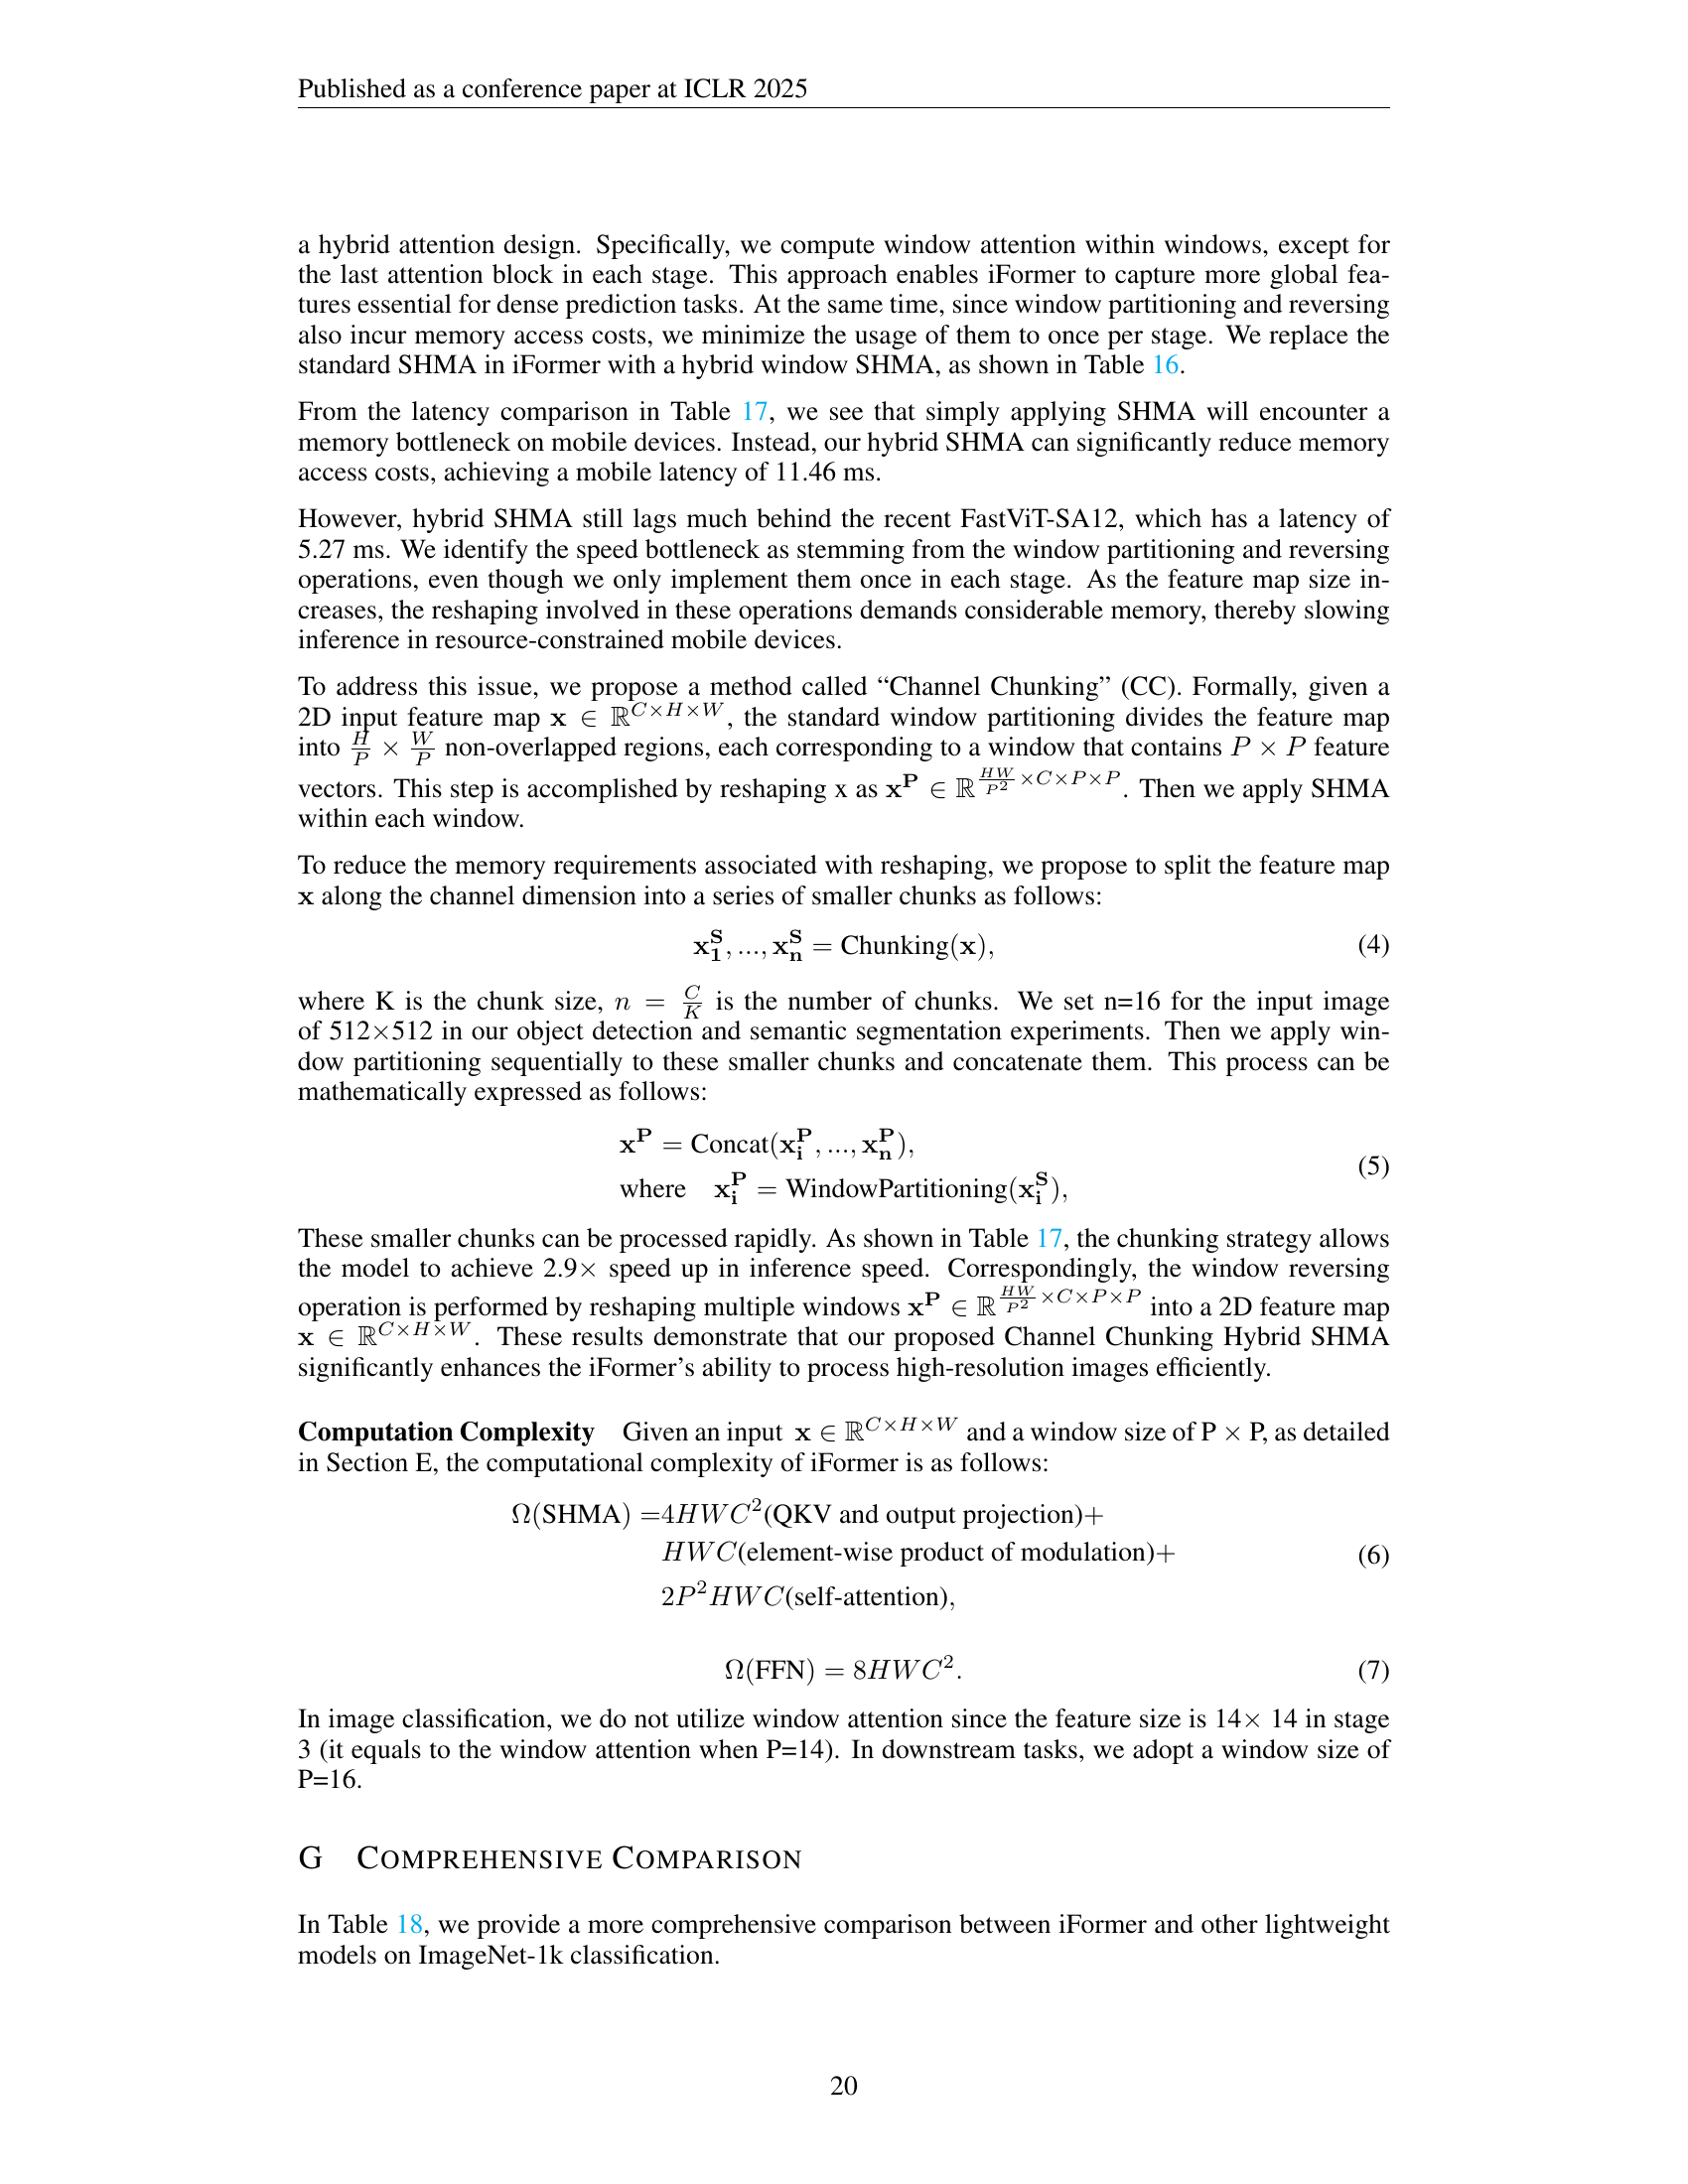 Published as a conference paper at ICLR 2025
a hybrid attention design. Specifically, we compute window attention within windows, except for
the last attention block in each stage. This approach enables iFormer to capture more global fea-
tures essential for dense prediction tasks. At the same time, since window partitioning and reversing
also incur memory access costs, we minimize the usage of them to once per stage. We replace the
standard SHMA in iFormer with a hybrid window SHMA, as shown in Table 16.
From the latency comparison in Table 17, we see that simply applying SHMA will encounter a
memory bottleneck on mobile devices. Instead, our hybrid SHMA can significantly reduce memory
access costs, achieving a mobile latency of 11.46 ms.
However, hybrid SHMA still lags much behind the recent FastViT-SA12, which has a latency of
5.27 ms. We identify the speed bottleneck as stemming from the window partitioning and reversing
operations, even though we only implement them once in each stage. As the feature map size in-
creases, the reshaping involved in these operations demands considerable memory, thereby slowing
inference in resource-constrained mobile devices.
To address this issue, we propose a method called “Channel Chunking” (CC). Formally, given a
2D input feature map $\mathbf{x} \in \mathbb{R}^{C \times H \times W}$, the standard window partitioning divides the feature map
into $\frac{H}{P} \times \frac{W}{P}$ non-overlapped regions, each corresponding to a window that contains $P \times P$ feature
vectors. This step is accomplished by reshaping x as $\mathbf{x^P} \in \mathbb{R}^{\frac{HW}{P^2} \times C \times P \times P}$. Then we apply SHMA
within each window.
To reduce the memory requirements associated with reshaping, we propose to split the feature map
$\mathbf{x}$ along the channel dimension into a series of smaller chunks as follows:
$\mathbf{x_1^S}, ..., \mathbf{x_n^S} = \text{Chunking}(\mathbf{x}),$ (4)
where K is the chunk size, $n = \frac{C}{K}$ is the number of chunks. We set n=16 for the input image
of 512×512 in our object detection and semantic segmentation experiments. Then we apply win-
dow partitioning sequentially to these smaller chunks and concatenate them. This process can be
mathematically expressed as follows:
$\mathbf{x^P} = \text{Concat}(\mathbf{x_i^P}, ..., \mathbf{x_n^P}),$
where $\mathbf{x_i^P} = \text{WindowPartitioning}(\mathbf{x_i^S}),$ (5)
These smaller chunks can be processed rapidly. As shown in Table 17, the chunking strategy allows
the model to achieve 2.9× speed up in inference speed. Correspondingly, the window reversing
operation is performed by reshaping multiple windows $\mathbf{x^P} \in \mathbb{R}^{\frac{HW}{P^2} \times C \times P \times P}$ into a 2D feature map
$\mathbf{x} \in \mathbb{R}^{C \times H \times W}$. These results demonstrate that our proposed Channel Chunking Hybrid SHMA
significantly enhances the iFormer’s ability to process high-resolution images efficiently.
Computation Complexity Given an input $\mathbf{x} \in \mathbb{R}^{C \times H \times W}$ and a window size of P × P, as detailed
in Section E, the computational complexity of iFormer is as follows:
$\Omega(\text{SHMA}) = 4HWC^2(\text{QKV and output projection})+$
$HWC(\text{element-wise product of modulation})+$ (6)
$2P^2HWC(\text{self-attention}),$
$\Omega(\text{FFN}) = 8HWC^2.$ (7)
In image classification, we do not utilize window attention since the feature size is 14× 14 in stage
3 (it equals to the window attention when P=14). In downstream tasks, we adopt a window size of
P=16.
G COMPREHENSIVE COMPARISON
In Table 18, we provide a more comprehensive comparison between iFormer and other lightweight
models on ImageNet-1k classification.
20